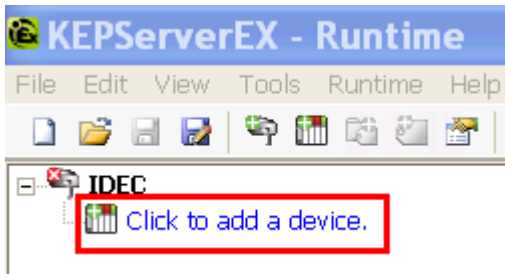 KEPServerEX - Runtime
File Edit View Tools Runtime Help
IDEC
Click to add a device.